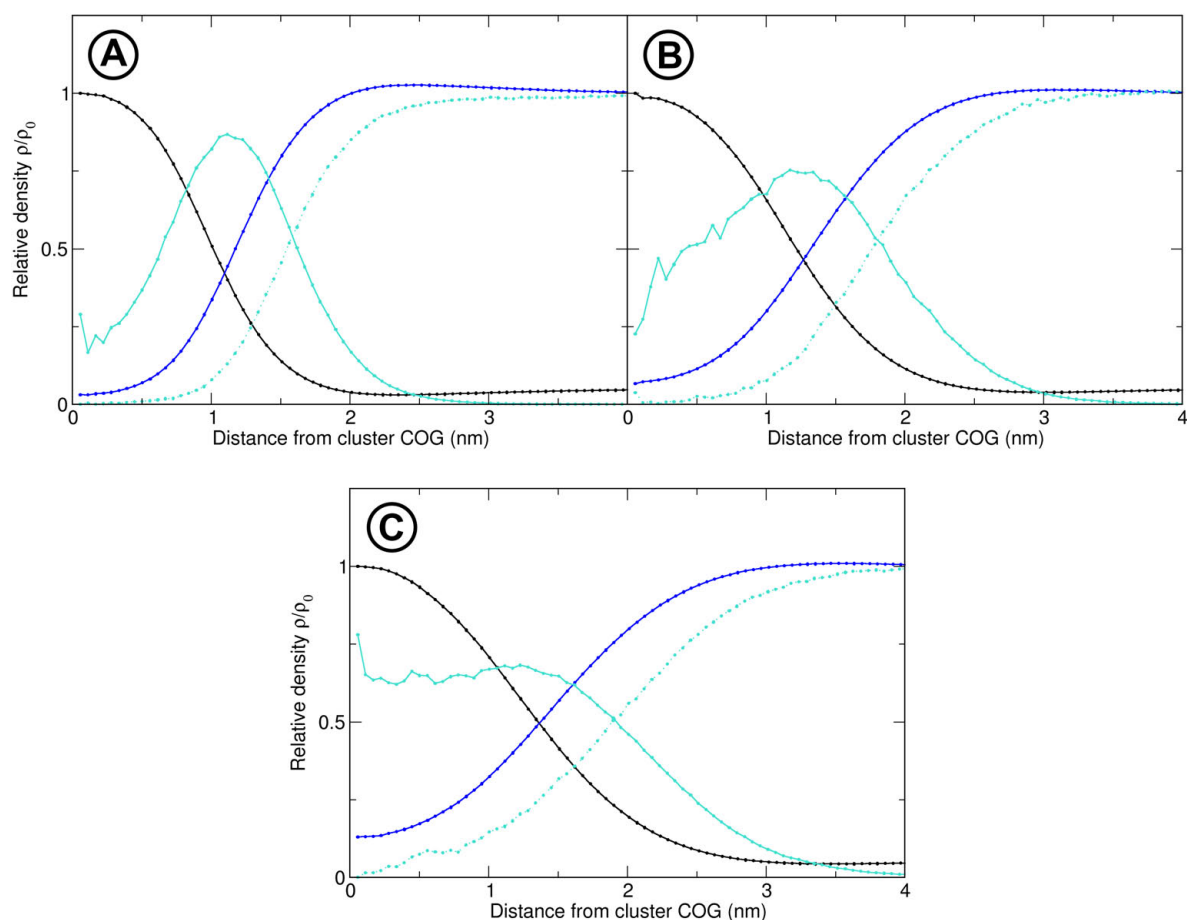 A
B
1
0.5
0
Relative density ρ/ρ0
0 1 2 3
0 1 2 3 4
Distance from cluster COG (nm)
Distance from cluster COG (nm)
C
1
0.5
0
Relative density ρ/ρ0
0 1 2 3 4
Distance from cluster COG (nm)